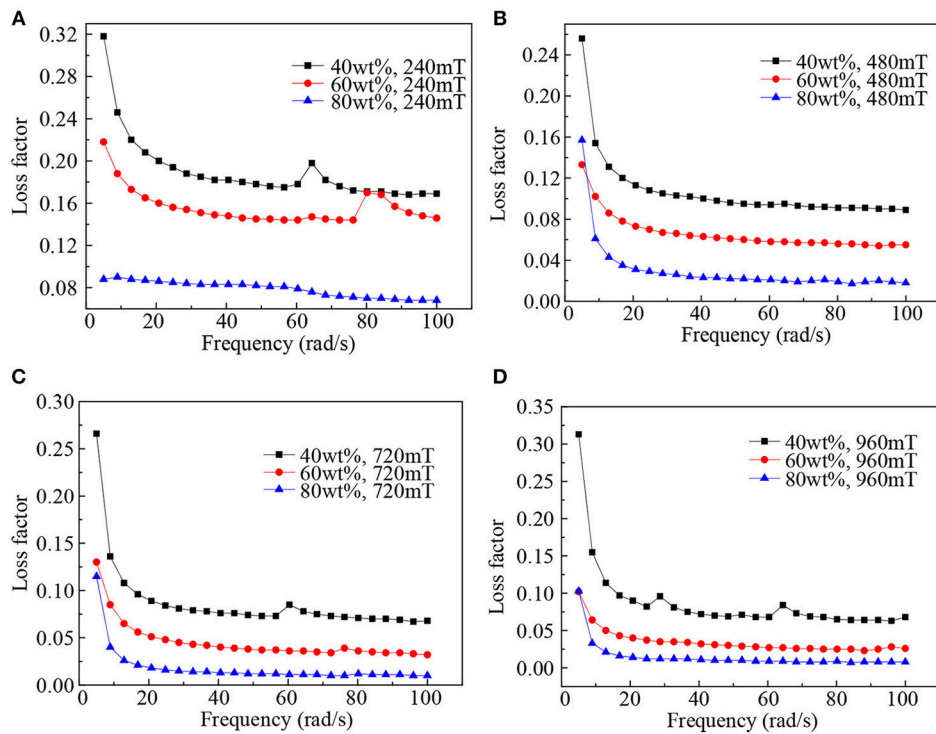 A
0.32
0.28
0.24
0.20
0.16
0.12
0.08
Loss factor
40wt%, 240mT
60wt%, 240mT
80wt%, 240mT
0 20 40 60 80 100
Frequency (rad/s)
B
0.24
0.20
0.16
0.12
0.08
0.04
0.00
Loss factor
40wt%, 480mT
60wt%, 480mT
80wt%, 480mT
0 20 40 60 80 100
Frequency (rad/s)
C
0.30
0.25
0.20
0.15
0.10
0.05
0.00
Loss factor
40wt%, 720mT
60wt%, 720mT
80wt%, 720mT
0 20 40 60 80 100
Frequency (rad/s)
D
0.35
0.30
0.25
0.20
0.15
0.10
0.05
0.00
Loss factor
40wt%, 960mT
60wt%, 960mT
80wt%, 960mT
0 20 40 60 80 100
Frequency (rad/s)